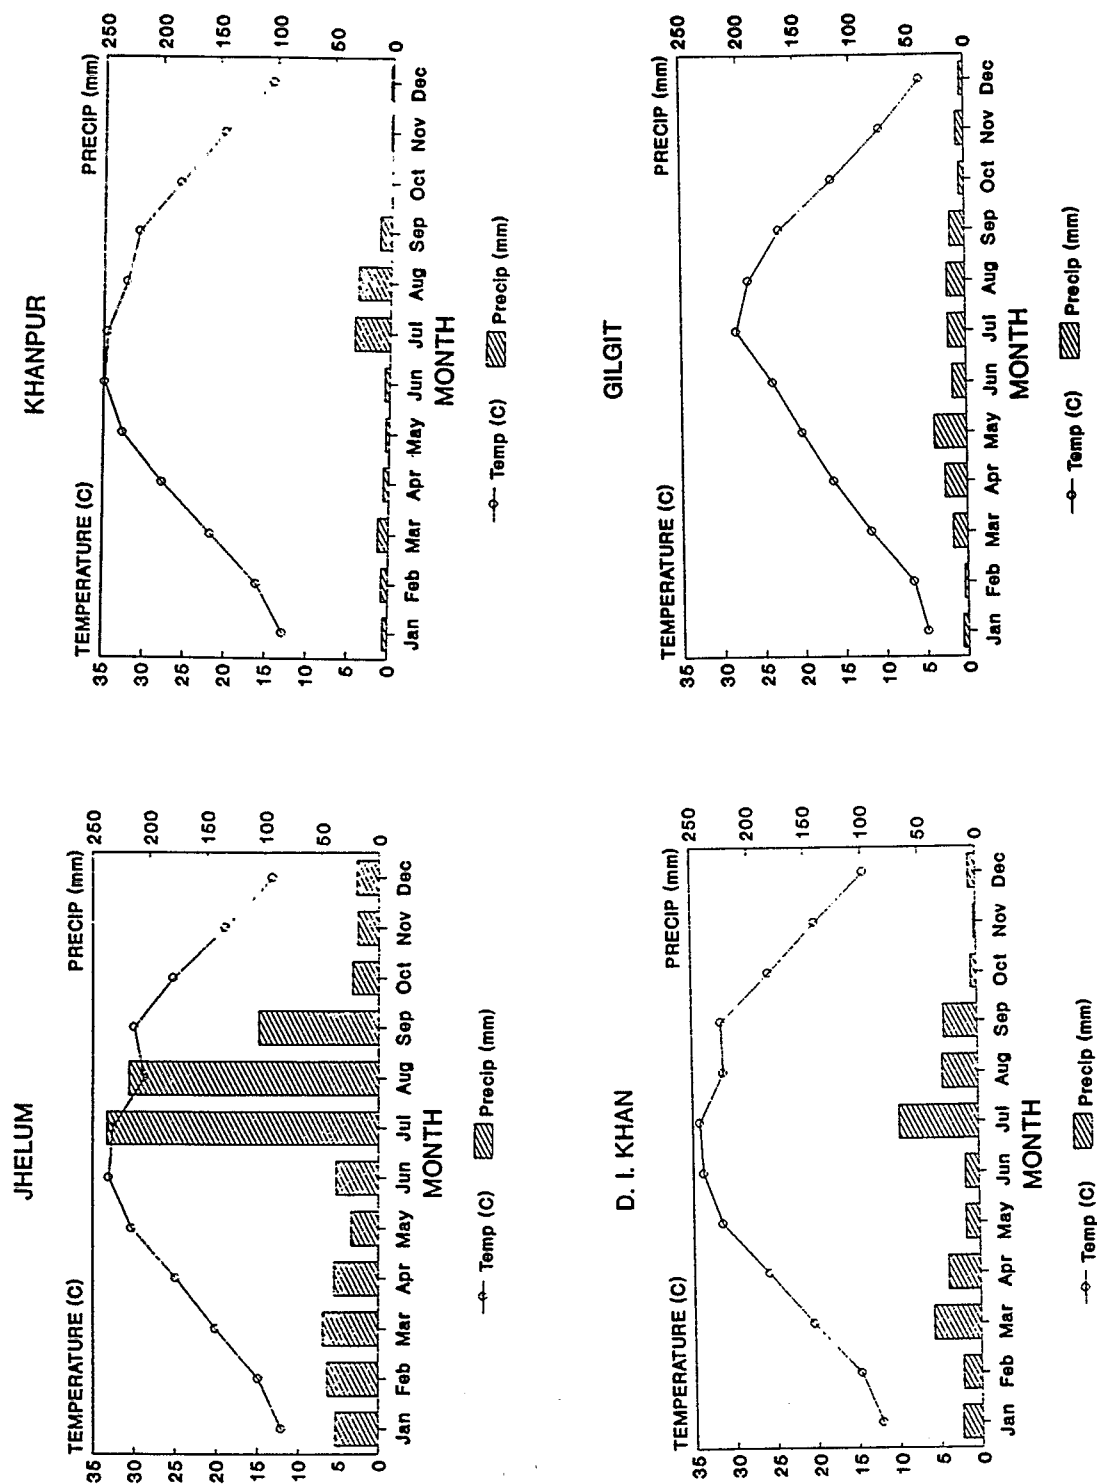 JHELUM
TEMPERATURE (C) PRECIP (mm)
35 250
30
25 200
20 150
15
10 100
5 50
0 0
Jan Feb Mar Apr May Jun Jul Aug Sep Oct Nov Dec
MONTH
Temp (C) Precip (mm)
KHANPUR
TEMPERATURE (C) PRECIP (mm)
35 250
30
25 200
20 150
15
10 100
5 50
0 0
Jan Feb Mar Apr May Jun Jul Aug Sep Oct Nov Dec
MONTH
Temp (C) Precip (mm)
D. I. KHAN
TEMPERATURE (C) PRECIP (mm)
35 250
30
25 200
20 150
15
10 100
5 50
0 0
Jan Feb Mar Apr May Jun Jul Aug Sep Oct Nov Dec
MONTH
Temp (C) Precip (mm)
GILGIT
TEMPERATURE (C) PRECIP (mm)
35 250
30
25 200
20 150
15
10 100
5 50
0 0
Jan Feb Mar Apr May Jun Jul Aug Sep Oct Nov Dec
MONTH
Temp (C) Precip (mm)